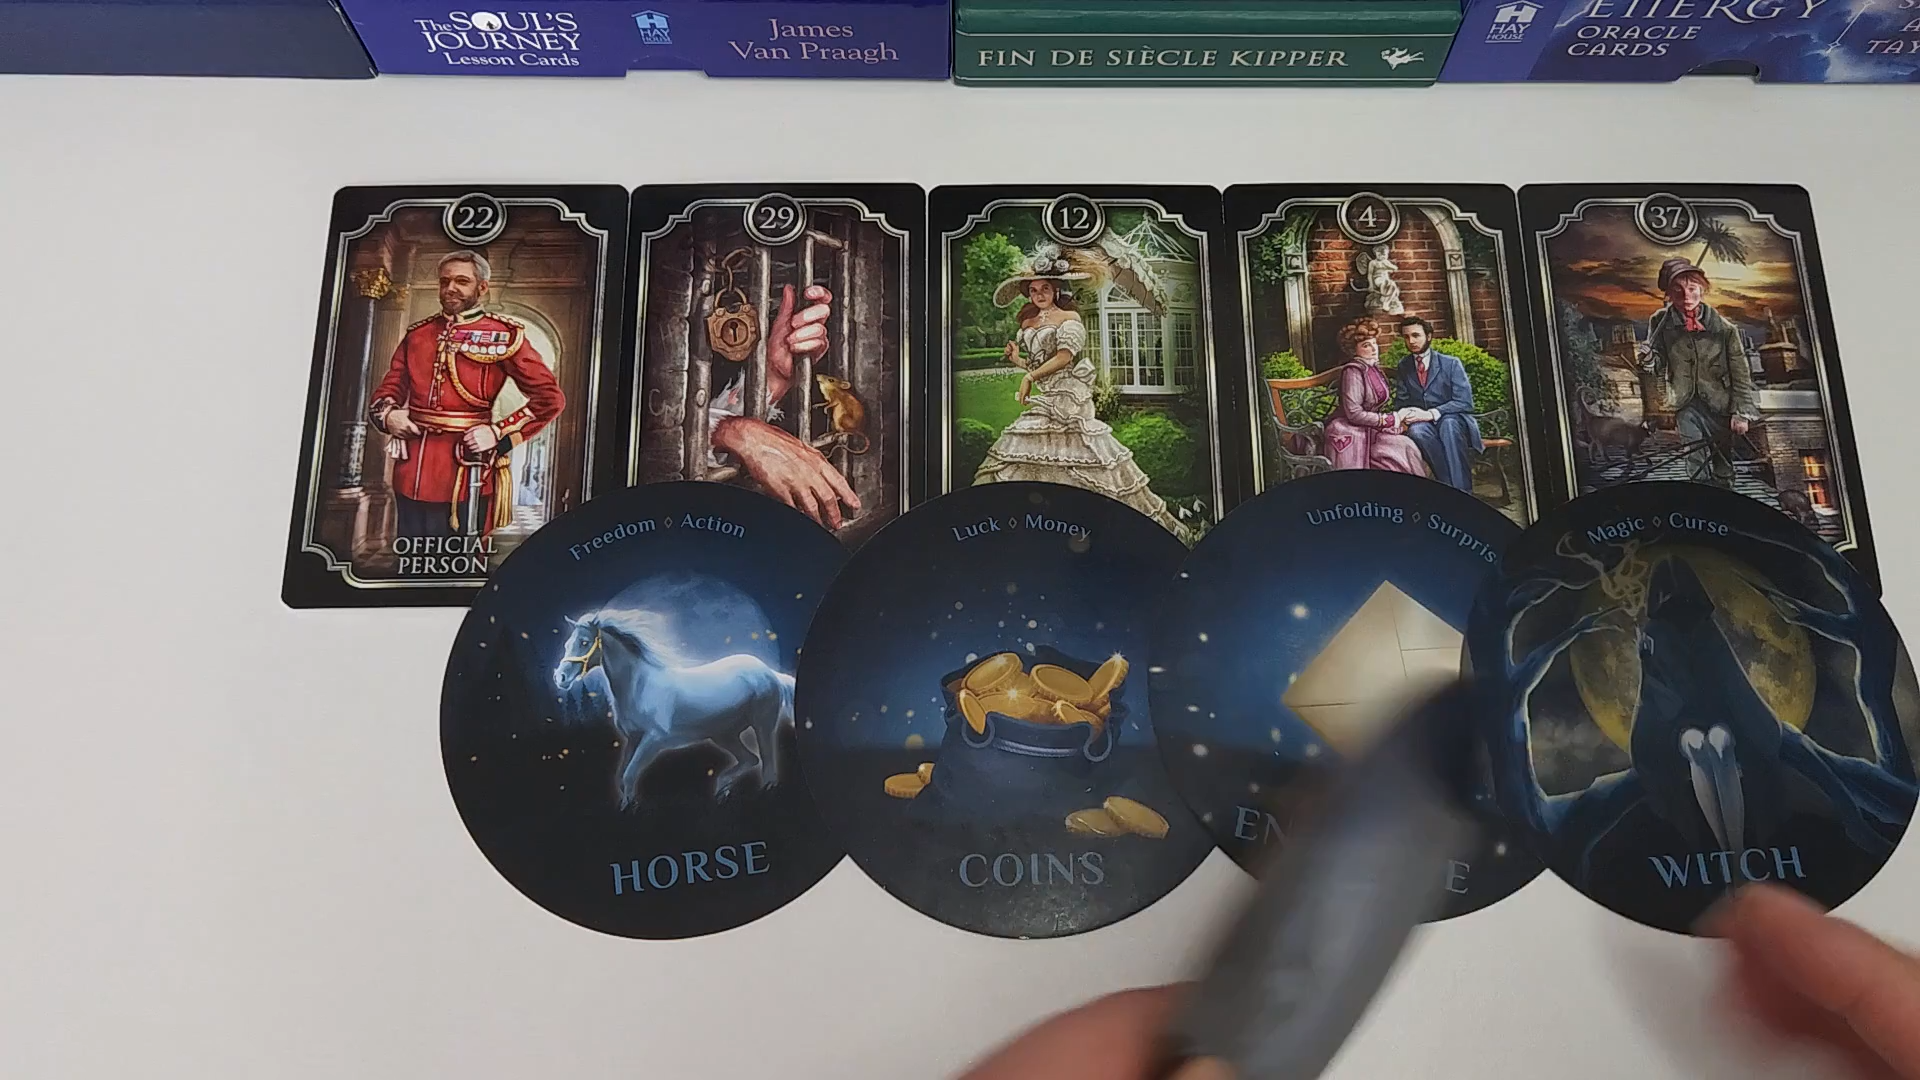 The SOUL'S
JOURNEY
Lesson Cards
HAY
HOUSE
James
Van Praagh
FIN DE SIÈCLE KIPPER
HAY
HOUSE
ENERGY
ORACLE
CARDS
22
29
12
4
37
OFFICIAL
PERSON
Freedom ◊ Action
HORSE
Luck ◊ Money
COINS
Unfolding ◊ Surpris
Magic ◊ Curse
WITCH